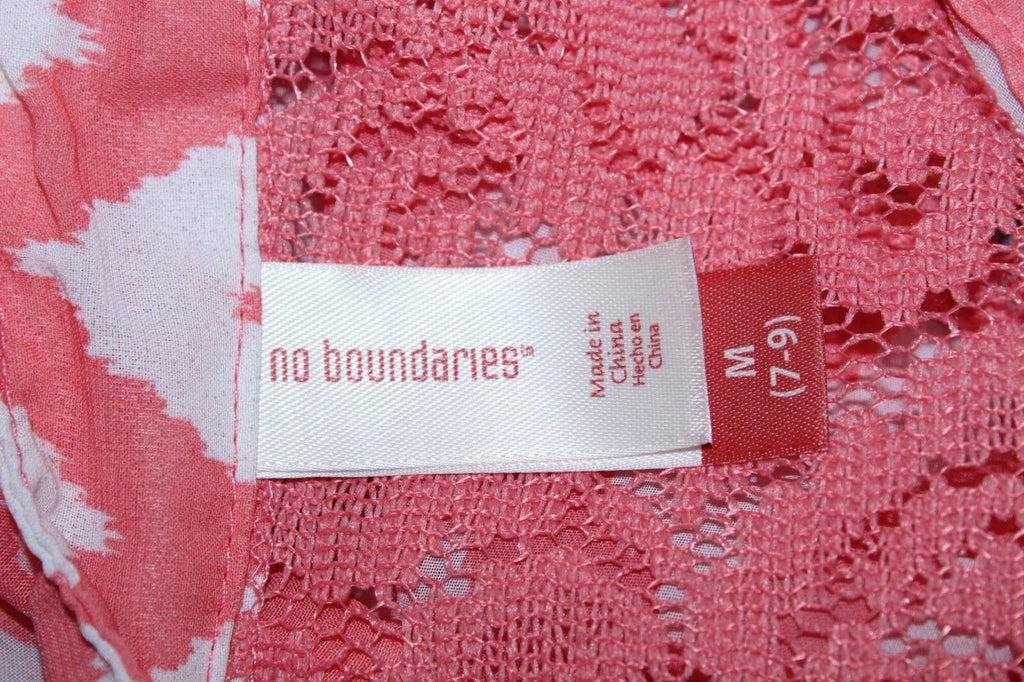 no boundaries
Made in
China
Hecho en
China
M
(7-9)